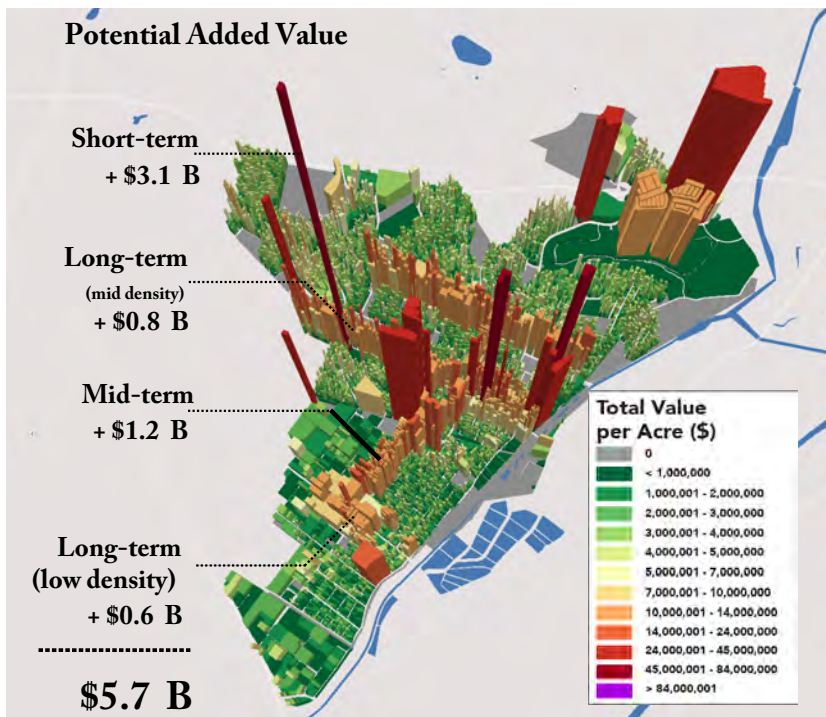 Potential Added Value
Short-term
+ $3.1 B
Long-term
(mid density)
+ $0.8 B
Mid-term
+ $1.2 B
Long-term
(low density)
+ $0.6 B
$5.7 B
Total Value
per Acre ($)
0
< 1,000,000
1,000,001 - 2,000,000
2,000,001 - 3,000,000
3,000,001 - 4,000,000
4,000,001 - 5,000,000
5,000,001 - 7,000,000
7,000,001 - 10,000,000
10,000,001 - 14,000,000
14,000,001 - 24,000,000
24,000,001 - 45,000,000
45,000,001 - 84,000,000
> 84,000,001